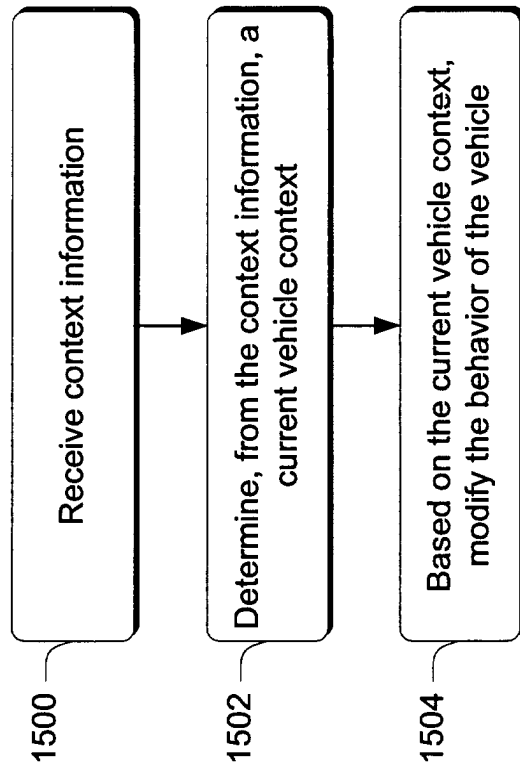 1500
Receive context information
1502
Determine, from the context information, a
current vehicle context
1504
Based on the current vehicle context,
modify the behavior of the vehicle